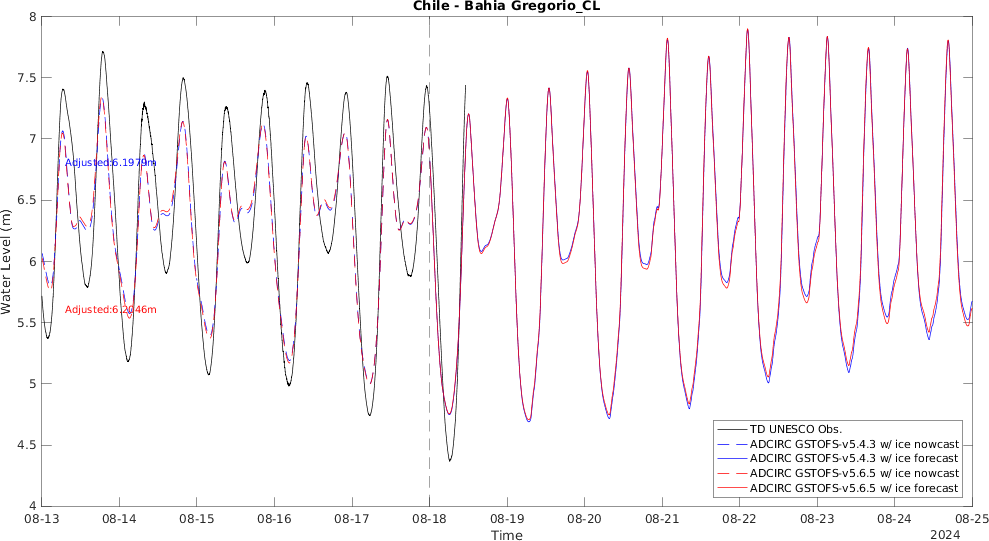 Chile - Bahia Gregorio_CL
8
7.5
7
6.5
6
5.5
5
4.5
4
Water Level (m)
Adjusted:6.1979m
Adjusted:6.2046m
TD UNESCO Obs.
ADCIRC GSTOFS-v5.4.3 w/ ice nowcast
ADCIRC GSTOFS-v5.4.3 w/ ice forecast
ADCIRC GSTOFS-v5.6.5 w/ ice nowcast
ADCIRC GSTOFS-v5.6.5 w/ ice forecast
08-13 08-14 08-15 08-16 08-17 08-18 08-19 08-20 08-21 08-22 08-23 08-24 08-25
Time
2024